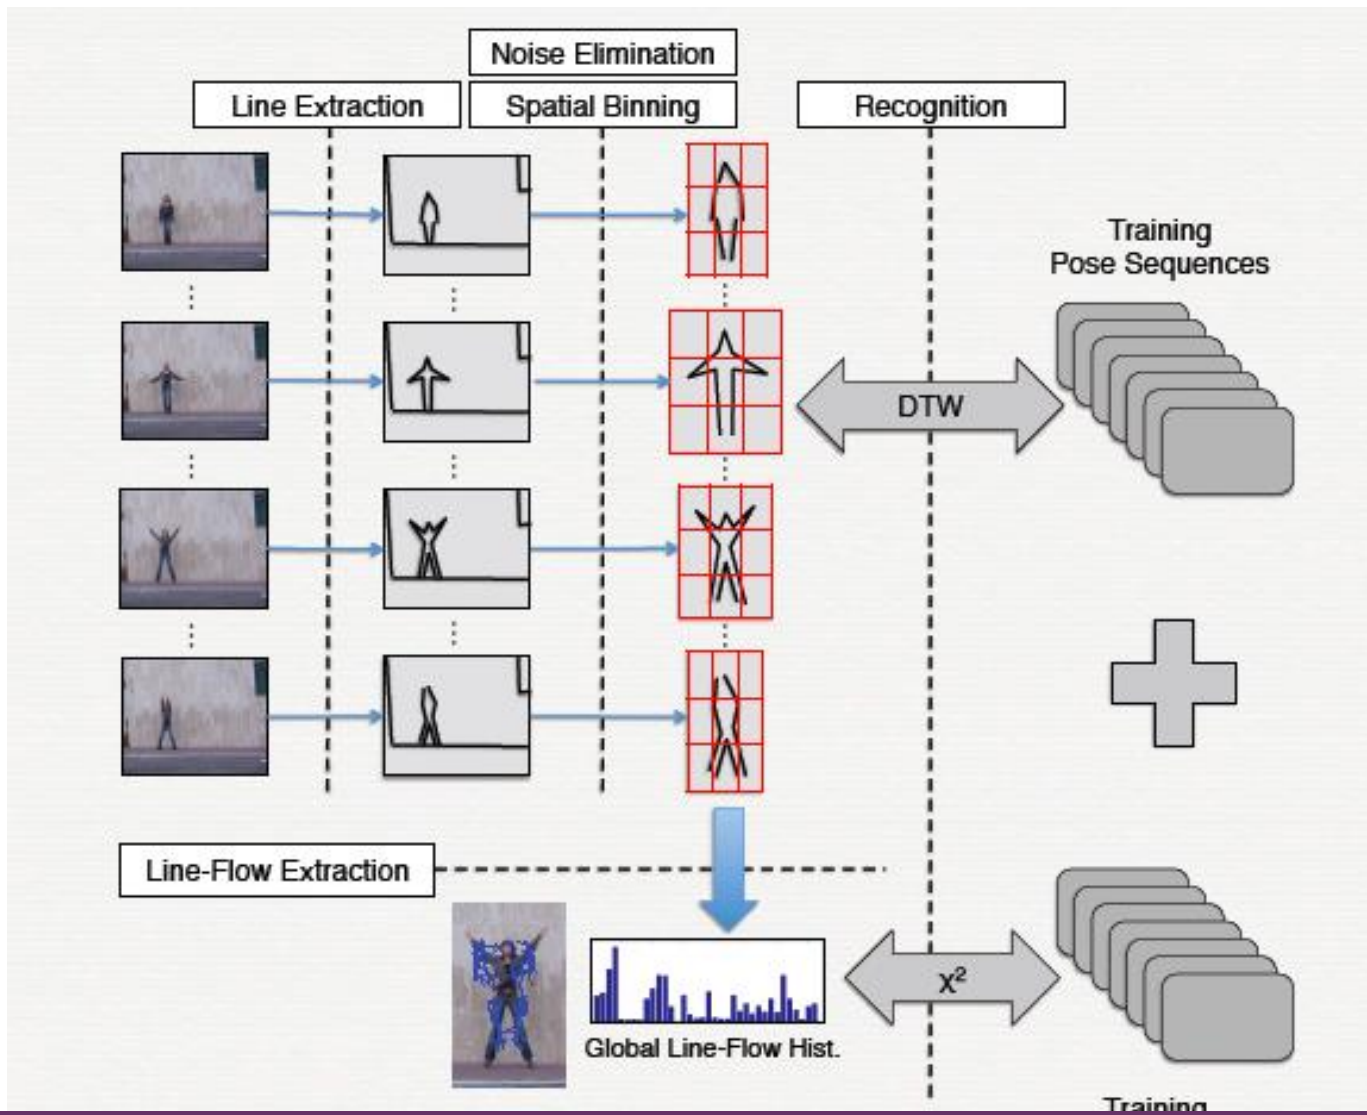 Noise Elimination
Line Extraction
Spatial Binning
Recognition
Training
Pose Sequences
DTW
Line-Flow Extraction
x²
Global Line-Flow Hist.
Training